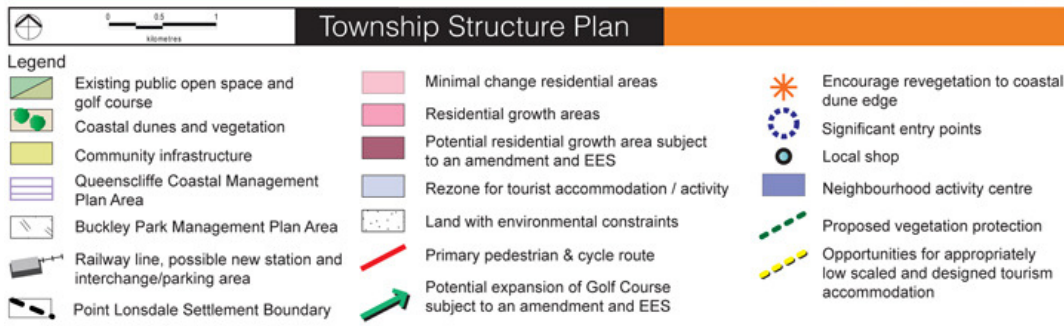 0 0.5 1
kilometres
Township Structure Plan
Legend
Existing public open space and
golf course
Coastal dunes and vegetation
Community infrastructure
Queenscliffe Coastal Management
Plan Area
Buckley Park Management Plan Area
Railway line, possible new station and
interchange/parking area
Point Lonsdale Settlement Boundary
Minimal change residential areas
Residential growth areas
Potential residential growth area subject
to an amendment and EES
Rezone for tourist accommodation / activity
Land with environmental constraints
Primary pedestrian & cycle route
Potential expansion of Golf Course
subject to an amendment and EES
Encourage revegetation to coastal
dune edge
Significant entry points
Local shop
Neighbourhood activity centre
Proposed vegetation protection
Opportunities for appropriately
low scaled and designed tourism
accommodation